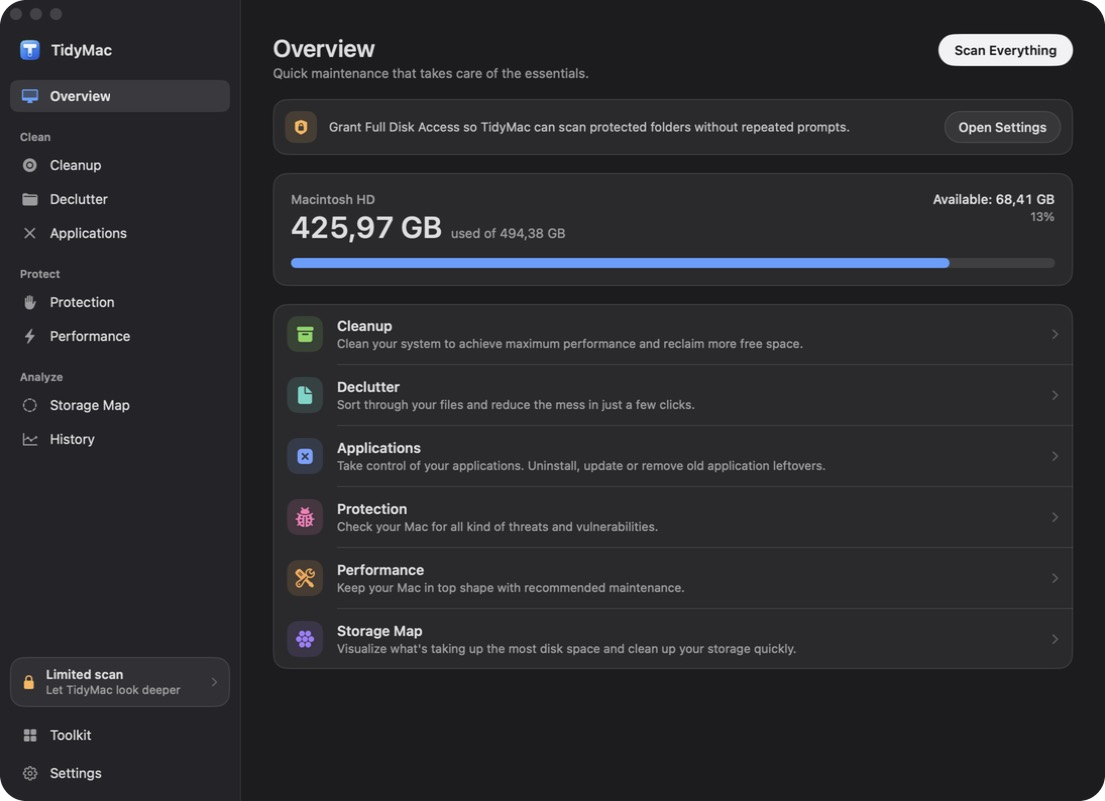 TidyMac
Overview
Clean
Cleanup
Declutter
Applications
Protect
Protection
Performance
Analyze
Storage Map
History
Limited scan
Let TidyMac look deeper
Toolkit
Settings
Overview
Quick maintenance that takes care of the essentials.
Scan Everything
Grant Full Disk Access so TidyMac can scan protected folders without repeated prompts.
Open Settings
Macintosh HD
425,97 GB used of 494,38 GB
Available: 68,41 GB
13%
Cleanup
Clean your system to achieve maximum performance and reclaim more free space.
Declutter
Sort through your files and reduce the mess in just a few clicks.
Applications
Take control of your applications. Uninstall, update or remove old application leftovers.
Protection
Check your Mac for all kind of threats and vulnerabilities.
Performance
Keep your Mac in top shape with recommended maintenance.
Storage Map
Visualize what's taking up the most disk space and clean up your storage quickly.